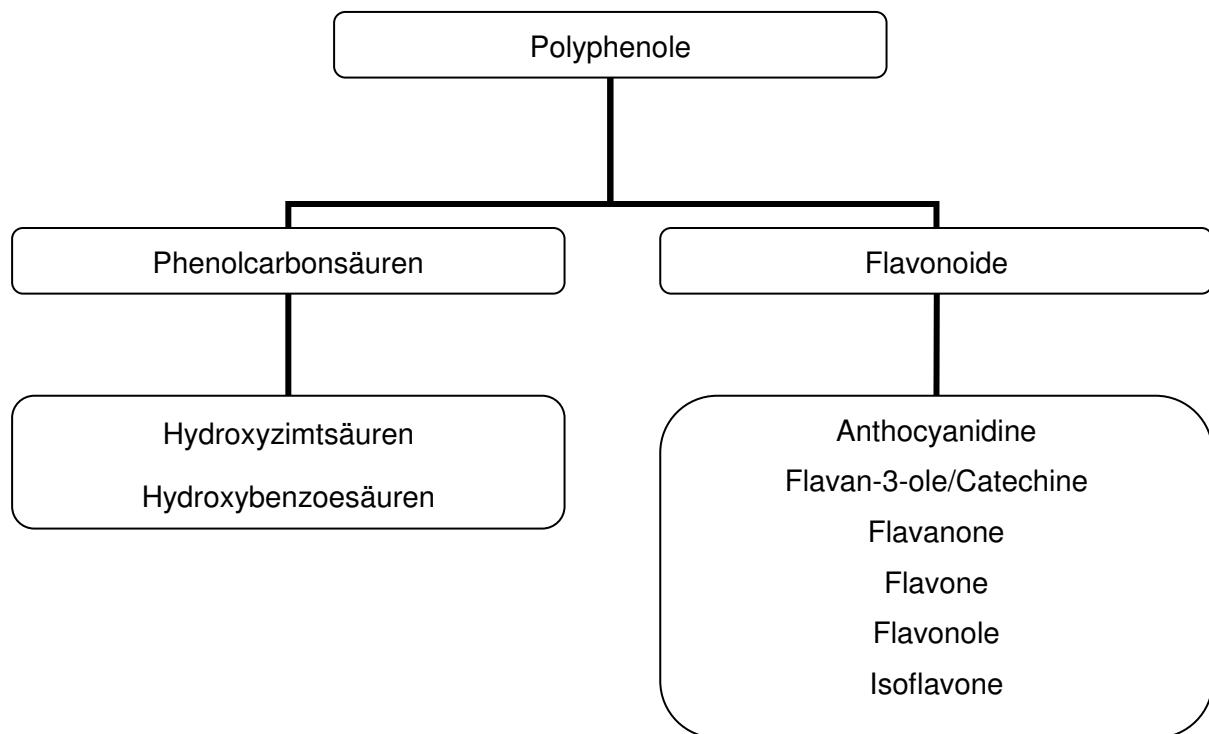 Polyphenole
Phenolcarbonsäuren
Flavonoide
Hydroxyzimtsäuren
Hydroxybenzoesäuren
Anthocyanidine
Flavan-3-ole/Catechine
Flavanone
Flavone
Flavonole
Isoflavone